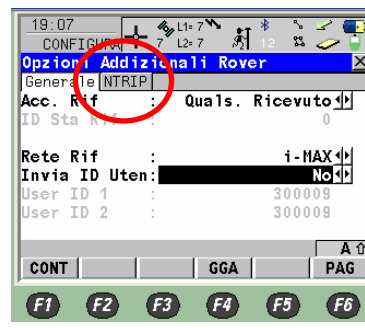 19:07 L1= 7
CONFIGURA 7 L2= 7 12
Opzioni Addizionali Rover X
Generale NTRIP
Acc. Rif : Quals. Ricevuto
ID Sta Rif : 0
Rete Rif : i-MAX
Invia ID Uten: No
User ID 1 : 300009
User ID 2 : 300009
A
CONT GGA PAG
F1 F2 F3 F4 F5 F6